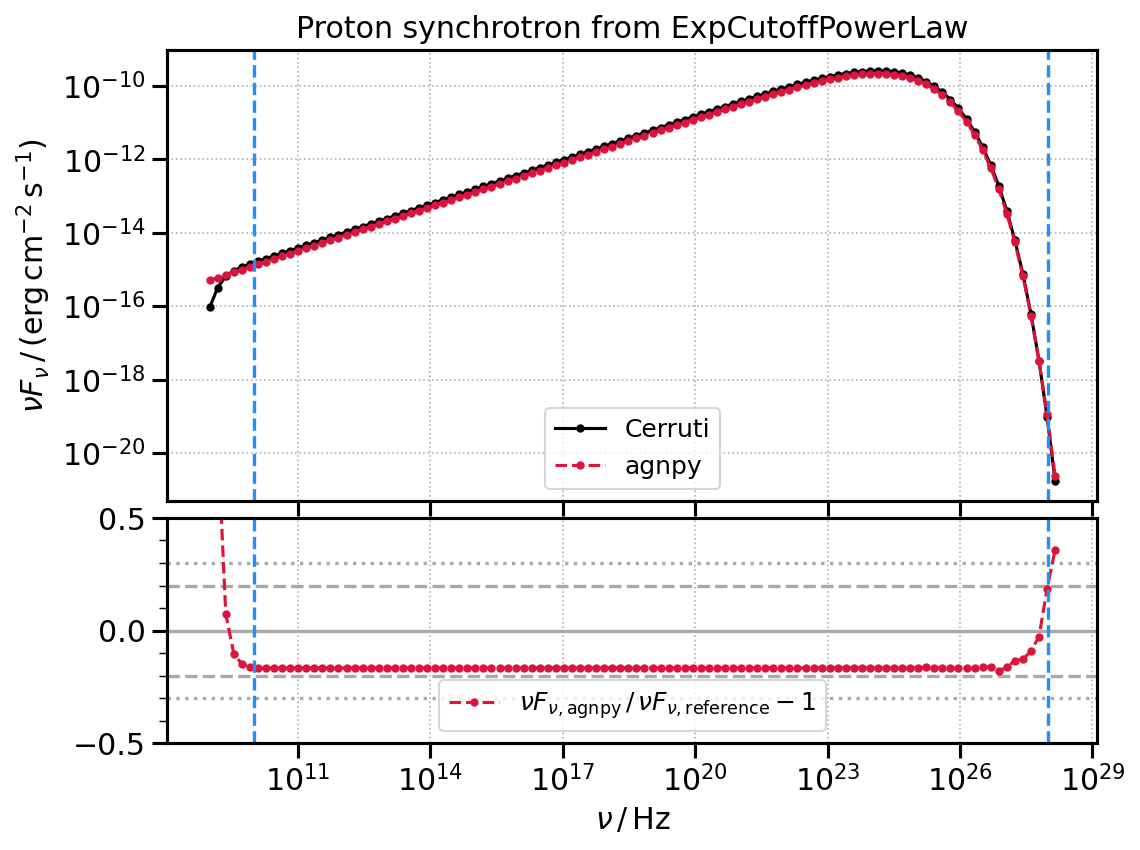 Proton synchrotron from ExpCutoffPowerLaw
10⁻¹⁰
10⁻¹²
10⁻¹⁴
10⁻¹⁶
10⁻¹⁸
10⁻²⁰
νF_ν / (erg cm⁻² s⁻¹)
Cerruti
agnpy
0.5
0.0
−0.5
νF_ν,agnpy / νF_ν,reference − 1
10¹¹ 10¹⁴ 10¹⁷ 10²⁰ 10²³ 10²⁶ 10²⁹
ν / Hz